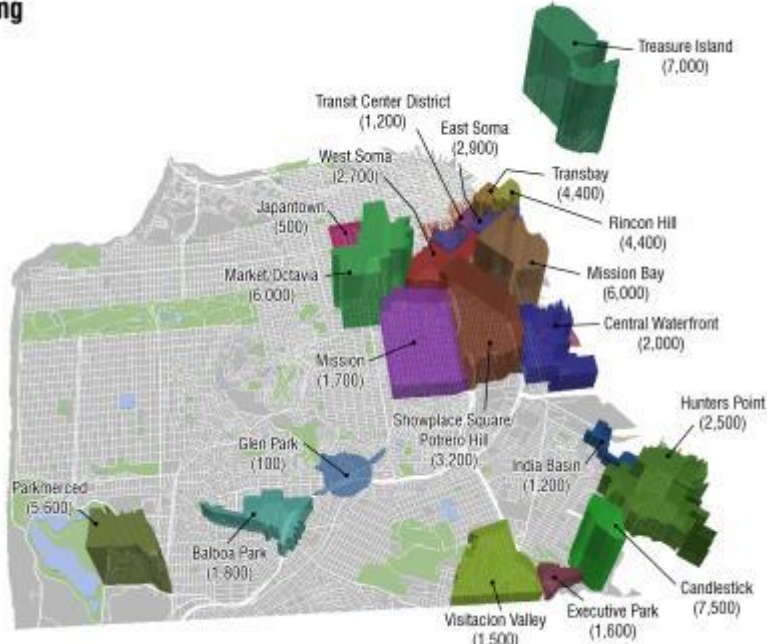 ng
Treasure Island
(7,000)
Transit Center District
(1,200)
East Soma
(2,900)
West Soma
(2,700)
Transbay
(4,400)
Japantown
(500)
Rincon Hill
(4,400)
Market/Octavia
(6,000)
Mission Bay
(6,000)
Central Waterfront
(2,000)
Mission
(1,700)
Showplace Square/
Potrero Hill
(3,200)
Hunters Point
(2,500)
Glen Park
(100)
India Basin
(1,200)
Parkmerced
(5,600)
Balboa Park
(1,800)
Candlestick
(7,500)
Executive Park
(1,600)
Visitacion Valley
(1,500)